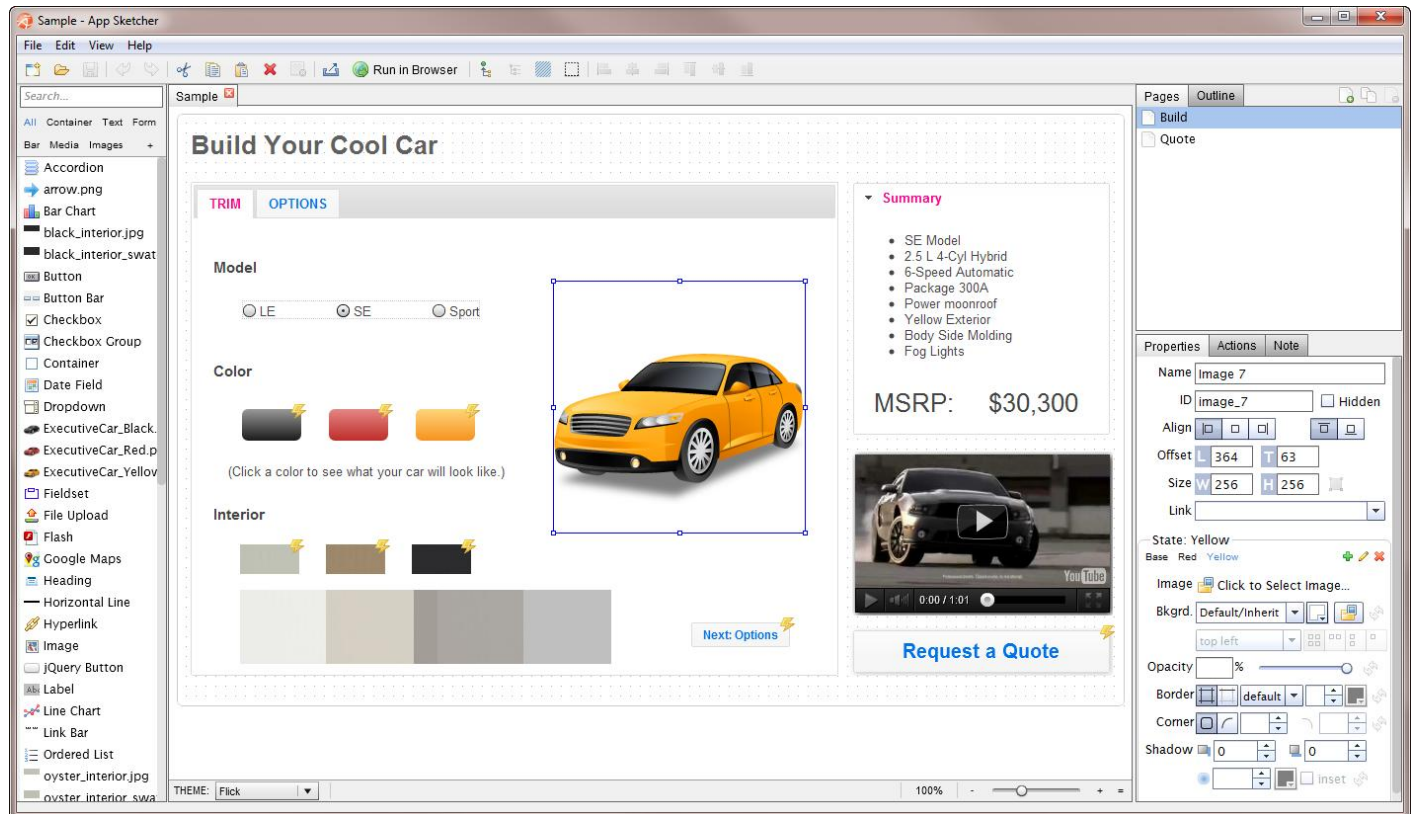 Sample - App Sketcher
File Edit View Help
Run in Browser
Search...
All Container Text Form
Bar Media Images +
Accordion
arrow.png
Bar Chart
black_interior.jpg
black_interior_swat
Button
Button Bar
Checkbox
Checkbox Group
Container
Date Field
Dropdown
ExecutiveCar_Black.
ExecutiveCar_Red.p
ExecutiveCar_Yellov
Fieldset
File Upload
Flash
Google Maps
Heading
Horizontal Line
Hyperlink
Image
jQuery Button
Label
Line Chart
Link Bar
Ordered List
oyster_interior.jpg
oyster_interior_swa
Sample
Build Your Cool Car
TRIM OPTIONS
Model
LE SE Sport
Color
(Click a color to see what your car will look like.)
Interior
Next: Options
Summary
SE Model
2.5 L 4-Cyl Hybrid
6-Speed Automatic
Package 300A
Power moonroof
Yellow Exterior
Body Side Molding
Fog Lights
MSRP: $30,300
YouTube
0:00 / 1:01
Request a Quote
THEME: Flick
100% - + =
Pages Outline
Build
Quote
Properties Actions Note
Name Image 7
ID image_7 Hidden
Align
Offset L 364 T 63
Size W 256 H 256
Link
State: Yellow
Base Red Yellow
Image Click to Select Image...
Bkgrd. Default/Inherit
top left
Opacity %
Border default
Corner
Shadow 0 0
inset